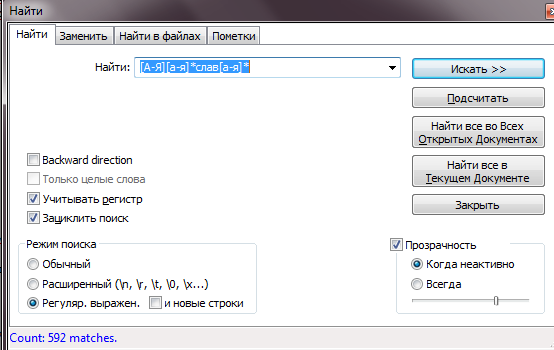 Найти
Найти Заменить Найти в файлах Пометки
Найти: [А-Я][а-я]*слав[а-я]*
Искать >>
Подсчитать
Найти все во Всех
Открытых Документах
Найти все в
Текущем Документе
Закрыть
Backward direction
Только целые слова
Учитывать регистр
Зациклить поиск
Режим поиска
Обычный
Расширенный (\n, \r, \t, \0, \x...)
Регуляр. выражен. и новые строки
Прозрачность
Когда неактивно
Всегда
Count: 592 matches.